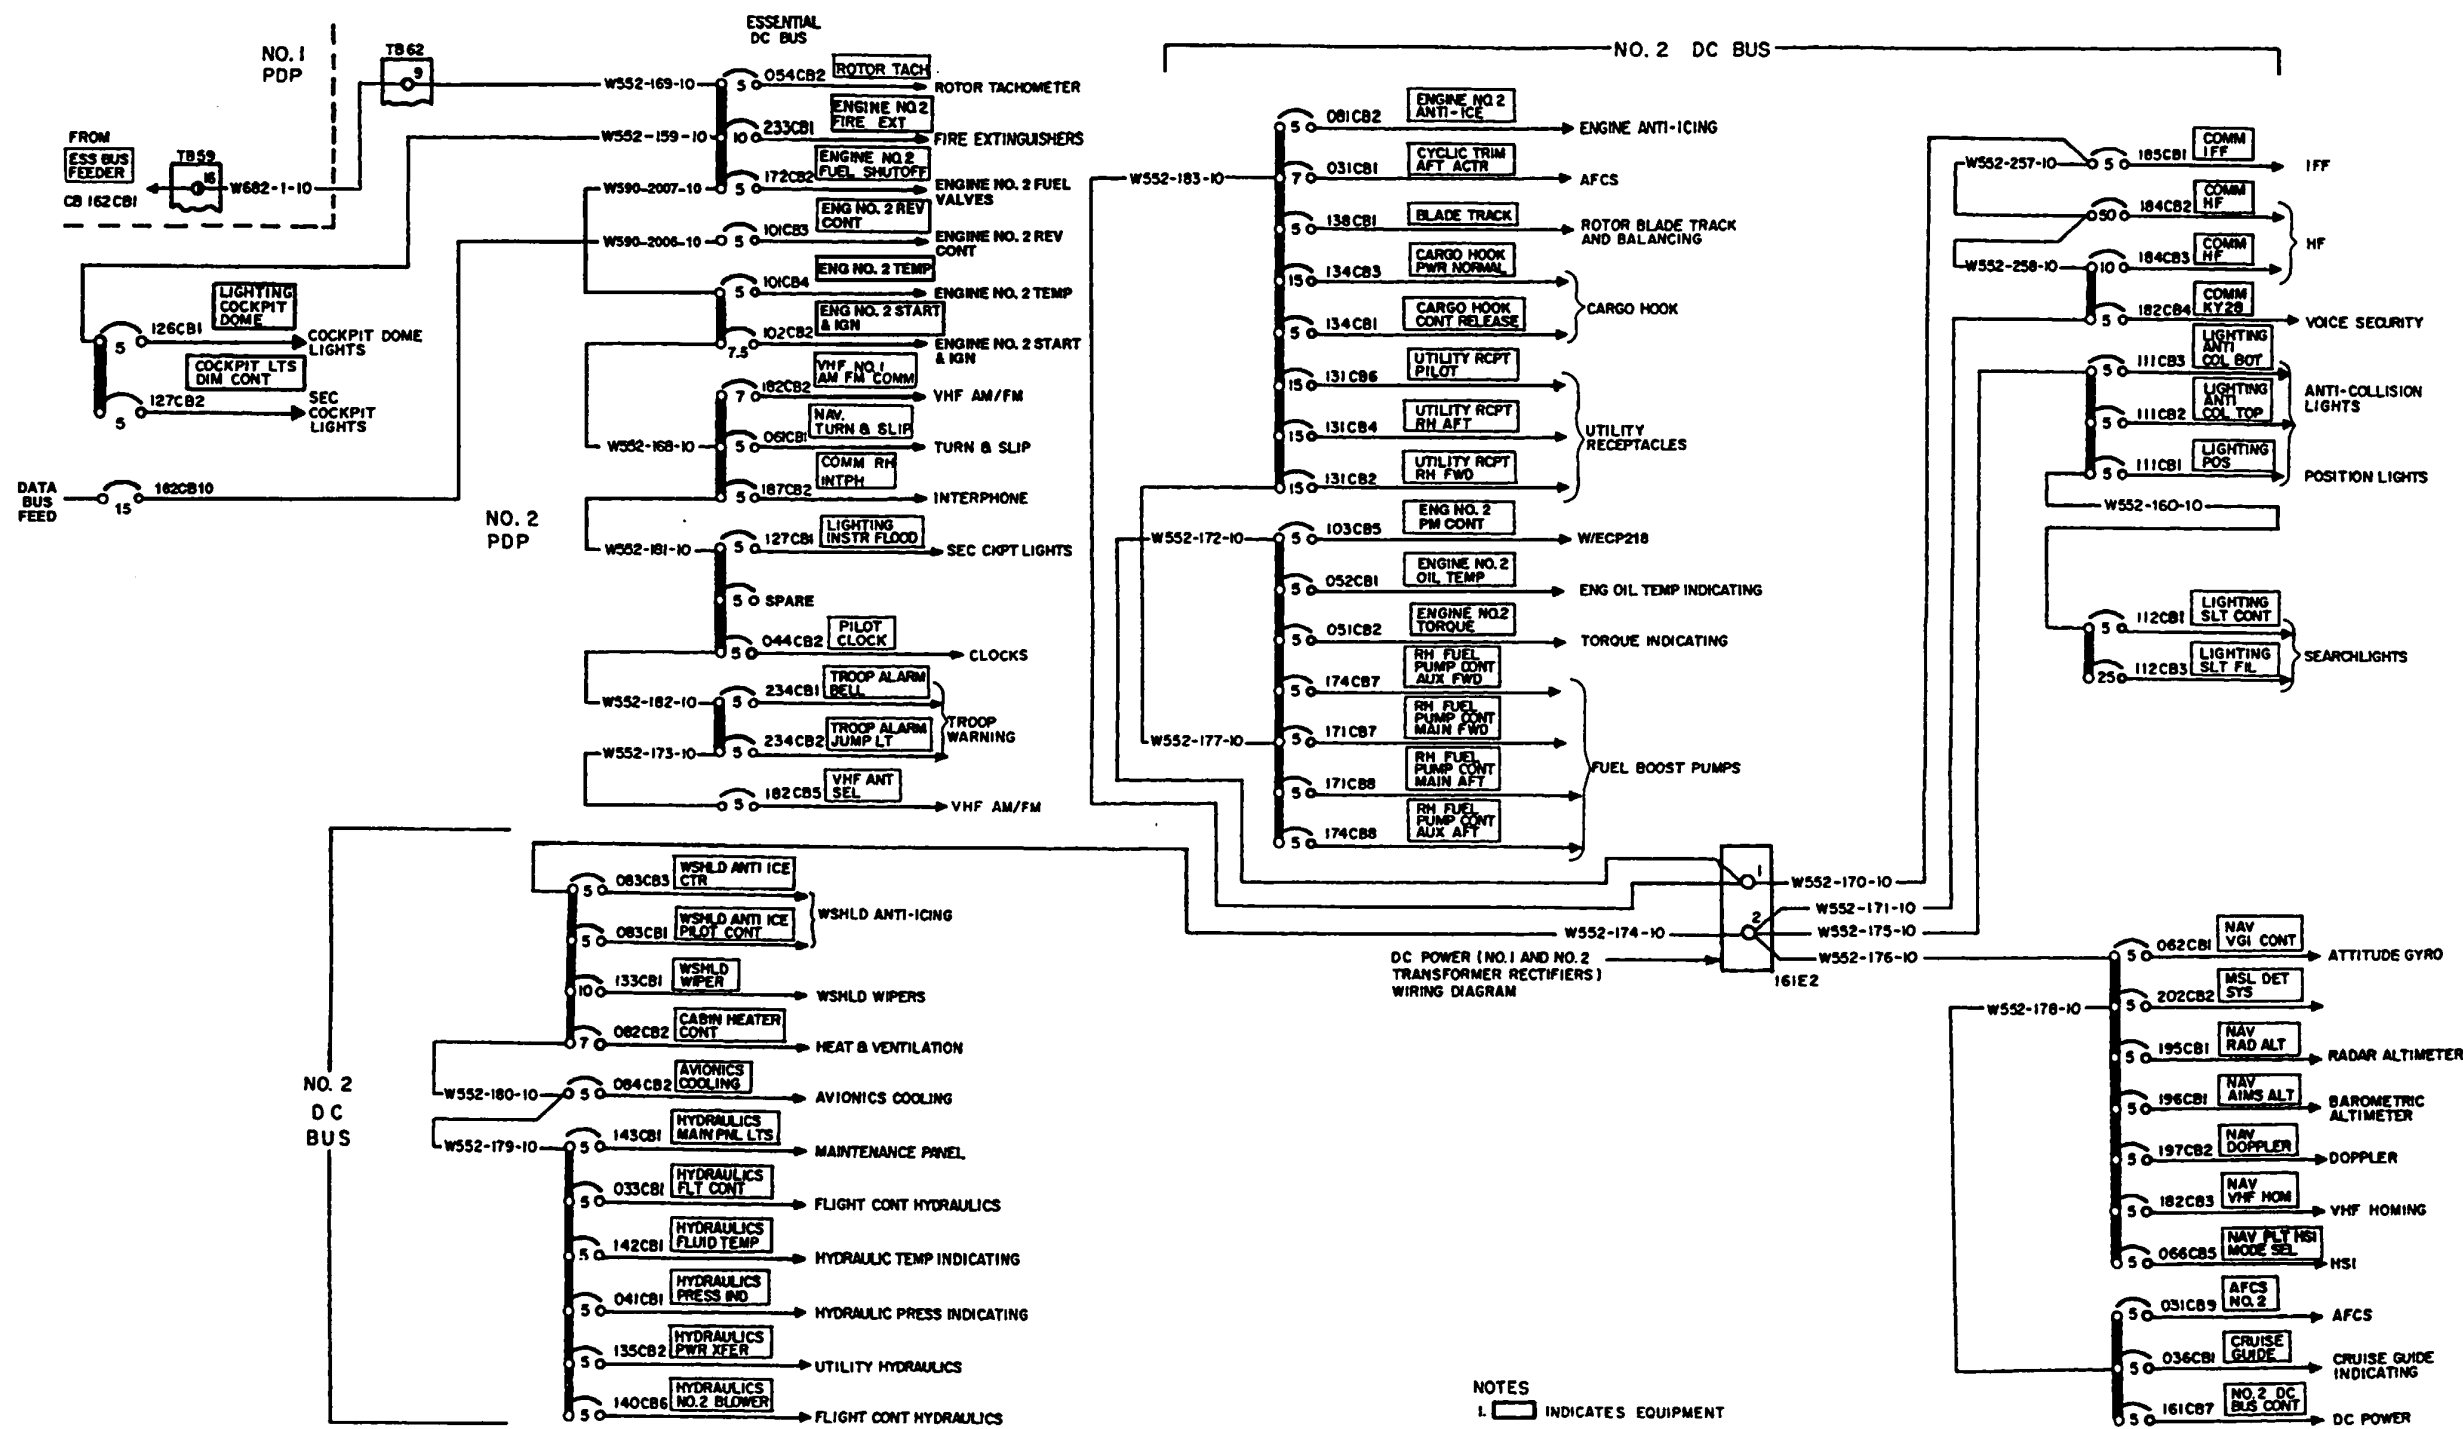 NO. 1
PDP
TB 62
9
FROM
ESS BUS
FEEDER
CB 162CB1
TB59
16
W682-1-10
LIGHTING
COCKPIT
DOME
126CB1
5
COCKPIT DOME
LIGHTS
COCKPIT LTS
DIM CONT
127CB2
5
SEC
COCKPIT
LIGHTS
DATA
BUS
FEED
15
162CB10
NO. 2
PDP
ESSENTIAL
DC BUS
W552-169-10
5
054CB2
ROTOR TACH
ROTOR TACHOMETER
W552-159-10
10
233CB1
ENGINE NO.2
FIRE EXT
FIRE EXTINGUISHERS
W590-2007-10
5
172CB2
ENGINE NO.2
FUEL SHUTOFF
ENGINE NO. 2 FUEL
VALVES
W590-2006-10
5
101CB3
ENG NO. 2 REV
CONT
ENGINE NO. 2 REV
CONT
5
101CB4
ENG NO. 2 TEMP
ENGINE NO. 2 TEMP
7.5
102CB2
ENG NO. 2 START
& IGN
ENGINE NO. 2 START
& IGN
7
182CB2
VHF NO. 1
AM FM COMM
VHF AM/FM
W552-168-10
5
061CB1
NAV.
TURN & SLIP
TURN & SLIP
5
187CB2
COMM RH
INTPH
INTERPHONE
W552-181-10
5
127CB1
LIGHTING
INSTR FLOOD
SEC CKPT LIGHTS
5
SPARE
5
044CB2
PILOT
CLOCK
CLOCKS
W552-182-10
5
234CB1
TROOP ALARM
BELL
5
234CB2
TROOP ALARM
JUMP LT
TROOP
WARNING
W552-173-10
5
182CB5
VHF ANT
SEL
VHF AM/FM
NO. 2
DC
BUS
5
083CB3
WSHLD ANTI ICE
CTR
5
083CB1
WSHLD ANTI ICE
PILOT CONT
WSHLD ANTI-ICING
10
133CB1
WSHLD
WIPER
WSHLD WIPERS
7
082CB2
CABIN HEATER
CONT
HEAT & VENTILATION
W552-180-10
5
084CB2
AVIONICS
COOLING
AVIONICS COOLING
W552-179-10
5
143CB1
HYDRAULICS
MAIN PNL LTS
MAINTENANCE PANEL
5
033CB1
HYDRAULICS
FLT CONT
FLIGHT CONT HYDRAULICS
5
142CB1
HYDRAULICS
FLUID TEMP
HYDRAULIC TEMP INDICATING
5
041CB1
HYDRAULICS
PRESS IND
HYDRAULIC PRESS INDICATING
5
135CB2
HYDRAULICS
PWR XFER
UTILITY HYDRAULICS
5
140CB6
HYDRAULICS
NO. 2 BLOWER
FLIGHT CONT HYDRAULICS
NO. 2 DC BUS
5
081CB2
ENGINE NO. 2
ANTI-ICE
ENGINE ANTI-ICING
W552-183-10
7
031CB1
CYCLIC TRIM
AFT ACTR
AFCS
5
138CB1
BLADE TRACK
ROTOR BLADE TRACK
AND BALANCING
15
134CB3
CARGO HOOK
PWR NORMAL
5
134CB1
CARGO HOOK
CONT RELEASE
CARGO HOOK
15
131CB6
UTILITY RCPT
PILOT
15
131CB4
UTILITY RCPT
RH AFT
15
131CB2
UTILITY RCPT
RH FWD
UTILITY
RECEPTACLES
W552-172-10
5
103CB5
ENG NO. 2
PM CONT
W/ECP218
5
052CB1
ENGINE NO. 2
OIL TEMP
ENG OIL TEMP INDICATING
5
051CB2
ENGINE NO.2
TORQUE
TORQUE INDICATING
5
174CB7
RH FUEL
PUMP CONT
AUX FWD
W552-177-10
5
171CB7
RH FUEL
PUMP CONT
MAIN FWD
5
171CB8
RH FUEL
PUMP CONT
MAIN AFT
5
174CB8
RH FUEL
PUMP CONT
AUX AFT
FUEL BOOST PUMPS
1
2
161E2
W552-170-10
W552-171-10
W552-174-10
W552-175-10
W552-176-10
DC POWER (NO. 1 AND NO. 2
TRANSFORMER RECTIFIERS)
WIRING DIAGRAM
W552-257-10
5
185CB1
COMM
IFF
IFF
50
184CB2
COMM
HF
W552-258-10
10
184CB3
COMM
HF
HF
5
182CB4
COMM
KY28
VOICE SECURITY
5
111CB3
LIGHTING
ANTI
COL BOT
5
111CB2
LIGHTING
ANTI
COL TOP
ANTI-COLLISION
LIGHTS
5
111CB1
LIGHTING
POS
POSITION LIGHTS
W552-160-10
5
112CB1
LIGHTING
SLT CONT
25
112CB3
LIGHTING
SLT FIL
SEARCHLIGHTS
5
062CB1
NAV
VGI CONT
ATTITUDE GYRO
W552-178-10
5
202CB2
MSL DET
SYS
5
195CB1
NAV
RAD ALT
RADAR ALTIMETER
5
196CB1
NAV
AIMS ALT
BAROMETRIC
ALTIMETER
5
197CB2
NAV
DOPPLER
DOPPLER
5
182CB3
NAV
VHF HOM
VHF HOMING
5
066CB5
NAV PLT HSI
MODE SEL
HSI
5
031CB9
AFCS
NO. 2
AFCS
5
036CB1
CRUISE
GUIDE
CRUISE GUIDE
INDICATING
5
161CB7
NO. 2 DC
BUS CONT
DC POWER
NOTES
1. INDICATES EQUIPMENT